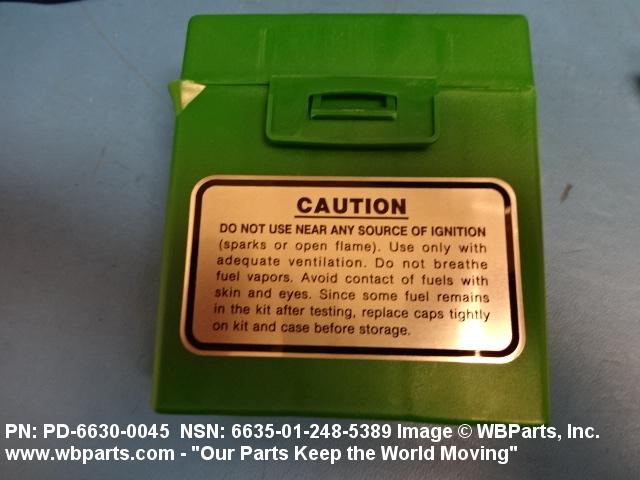 CAUTION
DO NOT USE NEAR ANY SOURCE OF IGNITION
(sparks or open flame). Use only with
adequate ventilation. Do not breathe
fuel vapors. Avoid contact of fuels with
skin and eyes. Since some fuel remains
in the kit after testing, replace caps tightly
on kit and case before storage.
PN: PD-6630-0045 NSN: 6635-01-248-5389 Image © WBParts, Inc.
www.wbparts.com - "Our Parts Keep the World Moving"